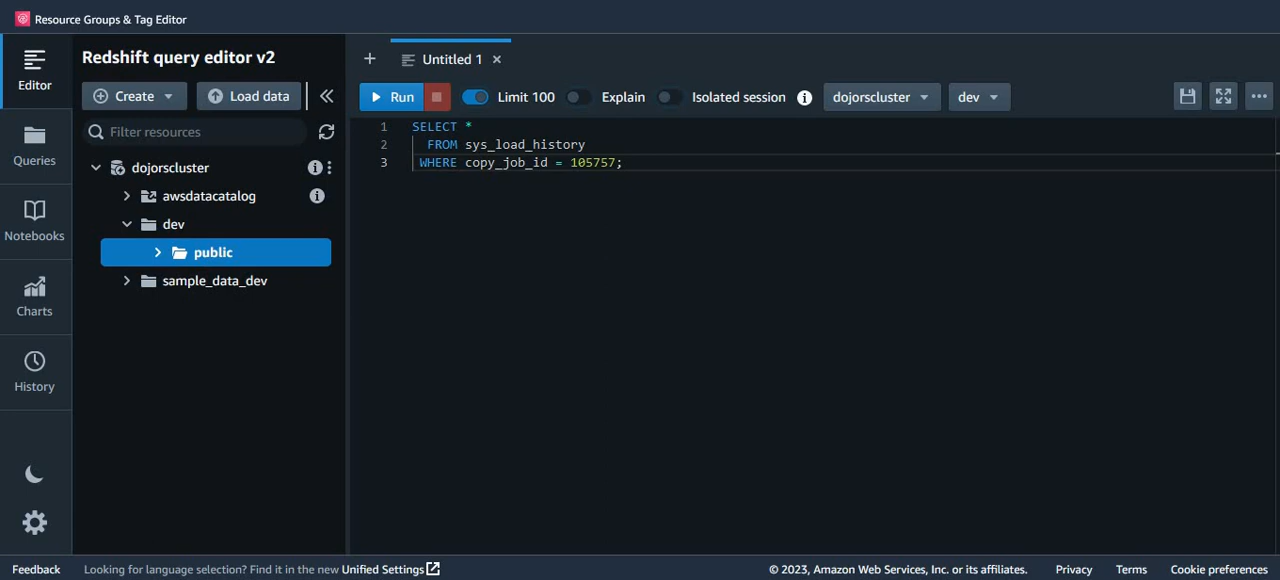 Resource Groups & Tag Editor
Editor
Queries
Notebooks
Charts
History
Redshift query editor v2
Create
Load data
Filter resources
dojorscluster
awsdatacatalog
dev
public
sample_data_dev
Untitled 1
Run
Limit 100
Explain
Isolated session
dojorscluster
dev
1 SELECT *
2 FROM sys_load_history
3 WHERE copy_job_id = 105757;
Feedback
Looking for language selection? Find it in the new Unified Settings
© 2023, Amazon Web Services, Inc. or its affiliates.
Privacy
Terms
Cookie preferences